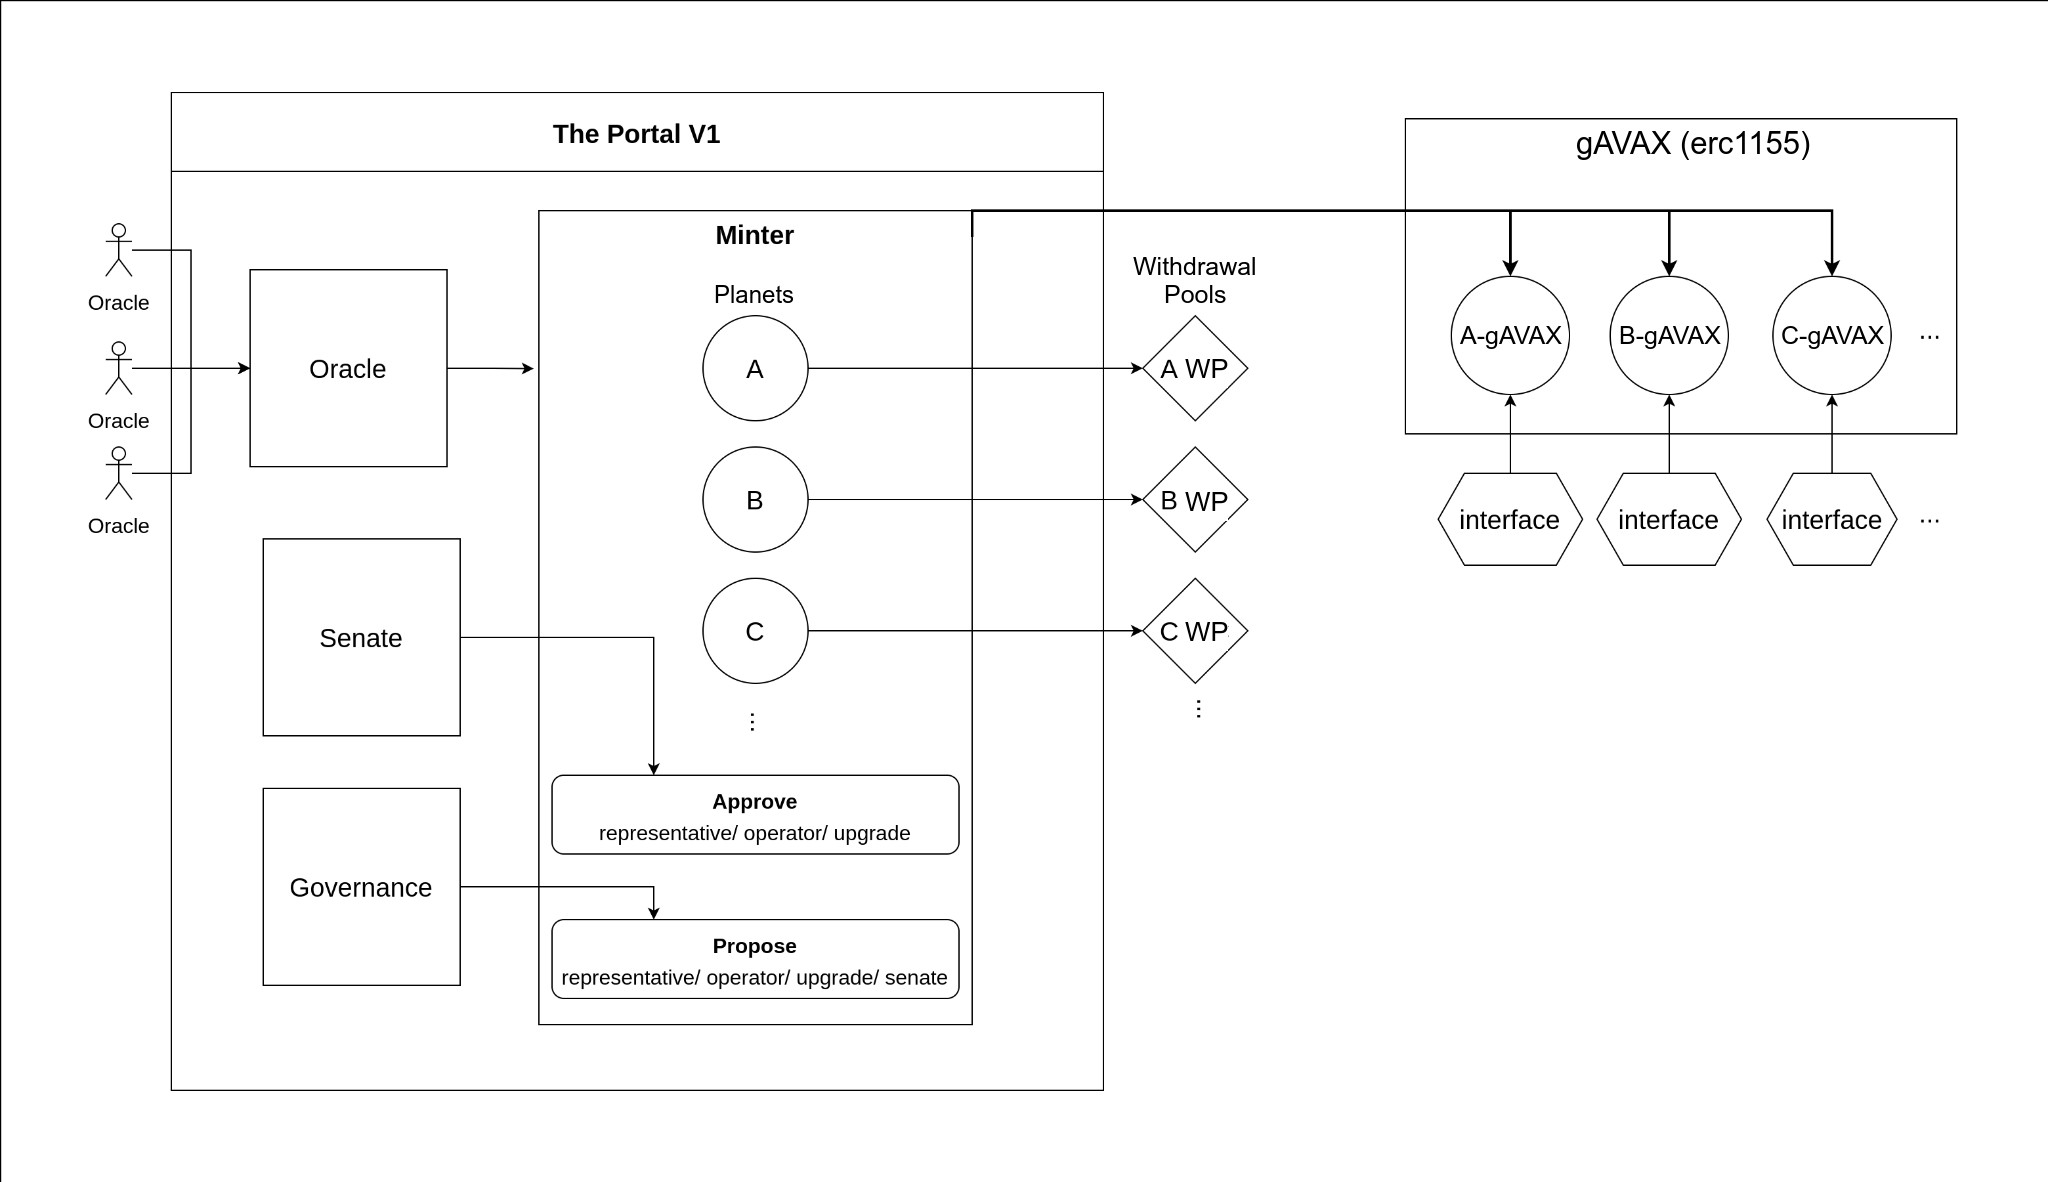 The Portal V1
gAVAX (erc1155)
Minter
Planets
Withdrawal
Pools
Oracle
Oracle
Oracle
Oracle
A
B
C
⋮
A WP
B WP
C WP
⋮
A-gAVAX
B-gAVAX
C-gAVAX
...
interface
interface
interface
...
Senate
Governance
Approve
representative/ operator/ upgrade
Propose
representative/ operator/ upgrade/ senate